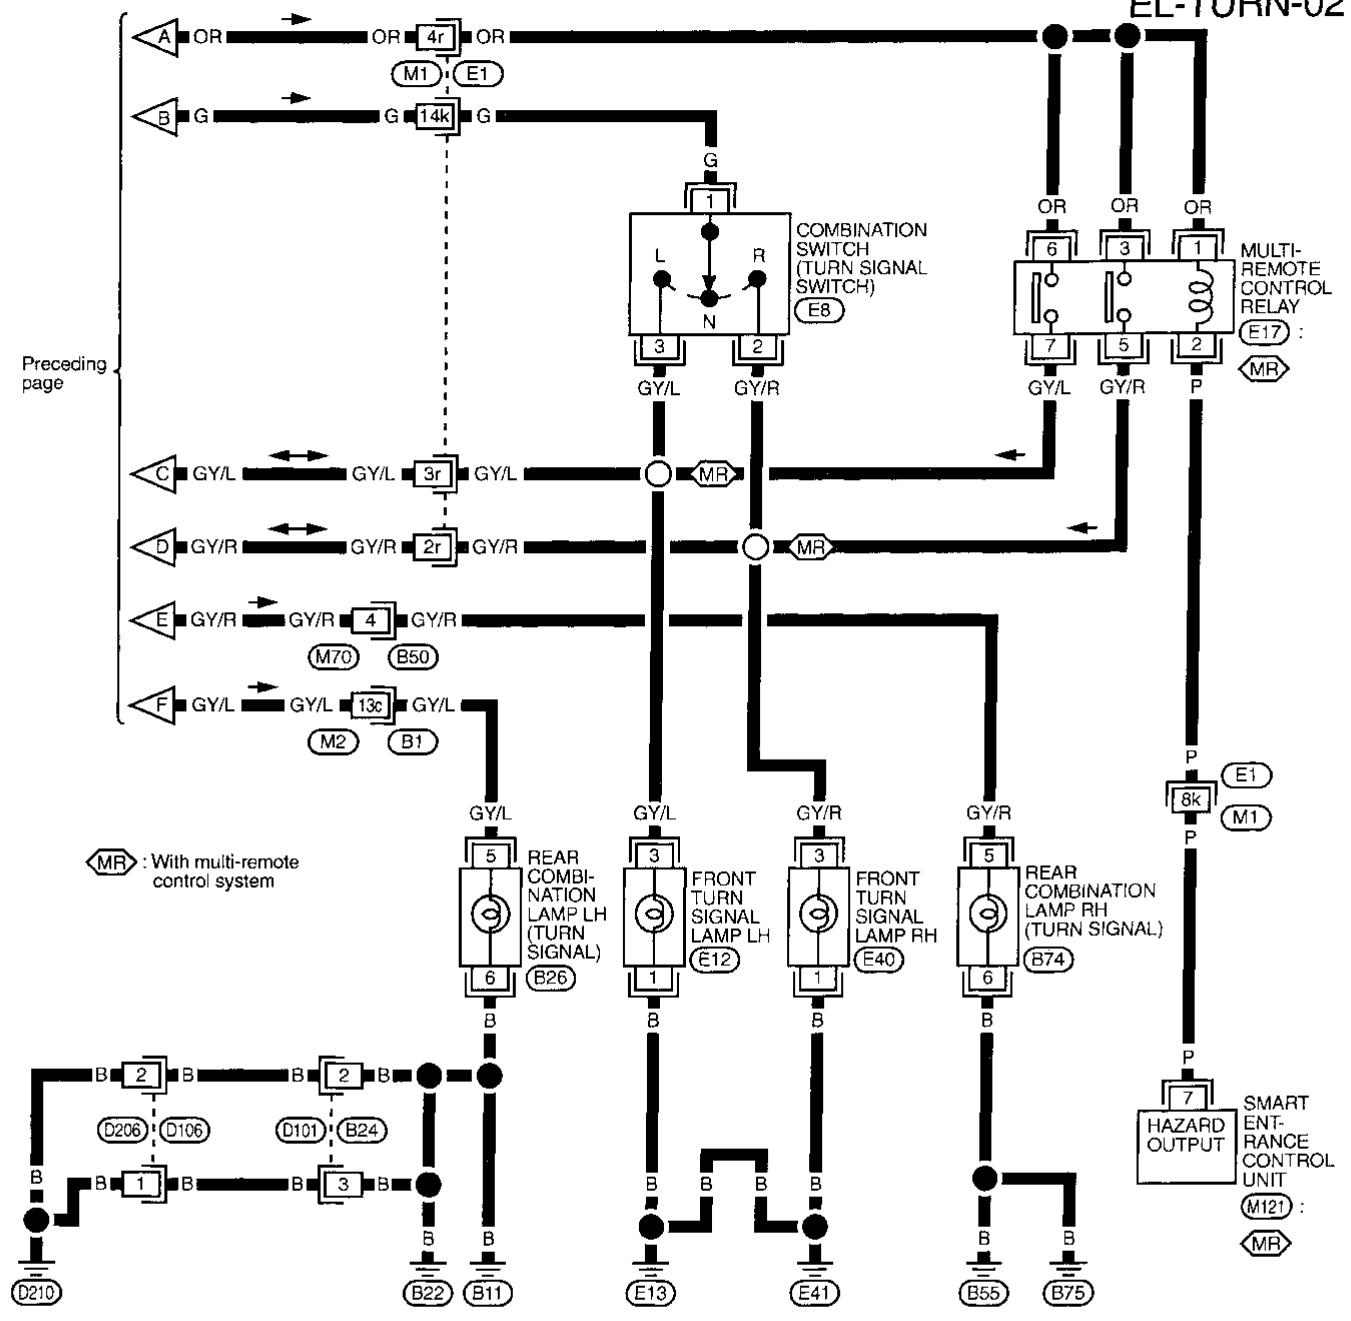 EL-TURN-02
A OR OR 4r OR
M1 E1
B G G 14k G
G
1
COMBINATION
SWITCH
(TURN SIGNAL
SWITCH)
E8
L R
N
3 2
GY/L GY/R
OR OR OR
6 3 1
MULTI-
REMOTE
CONTROL
RELAY
E17 :
MR
7 5 2
GY/L GY/R P
Preceding
page
C GY/L GY/L 3r GY/L MR
D GY/R GY/R 2r GY/R MR
E GY/R GY/R 4 GY/R
M70 B50
F GY/L GY/L 13c GY/L
M2 B1
P
E1
8k
M1
P
MR : With multi-remote
control system
GY/L GY/L GY/R GY/R
5 3 3 5
REAR
COMBI-
NATION
LAMP LH
(TURN
SIGNAL)
B26
FRONT
TURN
SIGNAL
LAMP LH
E12
FRONT
TURN
SIGNAL
LAMP RH
E40
REAR
COMBINATION
LAMP RH
(TURN SIGNAL)
B74
6 1 1 6
B B B B
P
7
HAZARD
OUTPUT
SMART
ENT-
RANCE
CONTROL
UNIT
M121 :
MR
B 2 B B 2 B
D206 D106 D101 B24
B B 1 B B 3 B
B B B B
B B B B
D210 B22 B11 E13 E41 B55 B75